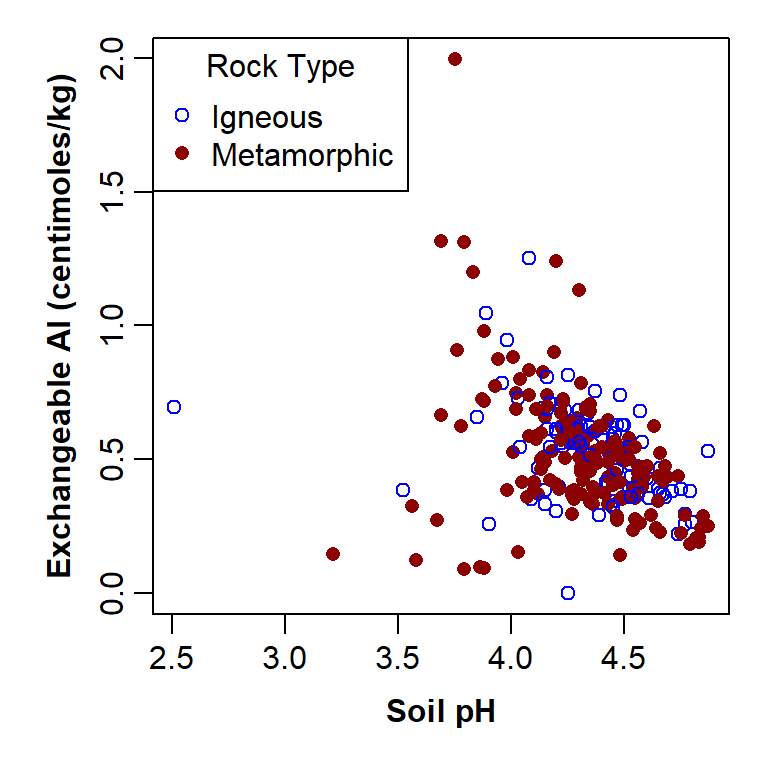 Rock Type
Igneous
Metamorphic
Exchangeable Al (centimoles/kg)
2.0
1.5
1.0
0.5
0.0
2.5 3.0 3.5 4.0 4.5
Soil pH